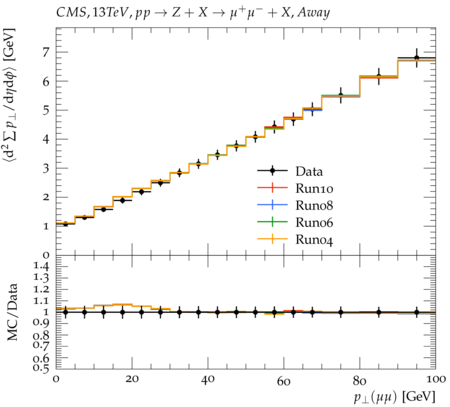 CMS, 13TeV, pp → Z + X → μ⁺μ⁻ + X, Away
⟨d² ∑ p⊥/dηdϕ⟩ [GeV]
7
6
5
4
3
2
1
0
Data
Run10
Run08
Run06
Run04
MC/Data
1.4
1.3
1.2
1.1
1
0.9
0.8
0.7
0.6
0.5
0 20 40 60 80 100
p⊥(μμ) [GeV]